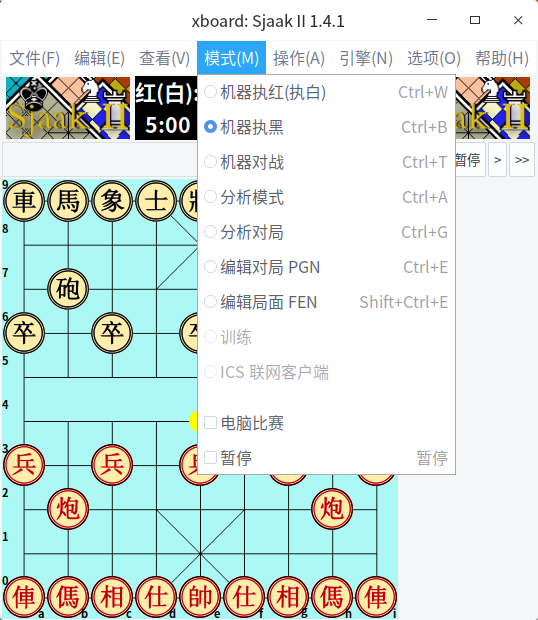 xboard: Sjaak II 1.4.1
文件(F) 编辑(E) 查看(V) 模式(M) 操作(A) 引擎(N) 选项(O) 帮助(H)
Sjaak II
红(白):
5:00
暂停 > >>
机器执红(执白) Ctrl+W
机器执黑 Ctrl+B
机器对战 Ctrl+T
分析模式 Ctrl+A
分析对局 Ctrl+G
编辑对局 PGN Ctrl+E
编辑局面 FEN Shift+Ctrl+E
训练
ICS 联网客户端
电脑比赛
暂停 暂停
9 車 馬 象 士
8
7 砲
6 卒 卒
5
4
3 兵 兵
2 炮 炮
1
0 俥 傌 相 仕 帥 仕 相 傌 俥
a b c d e f g h i